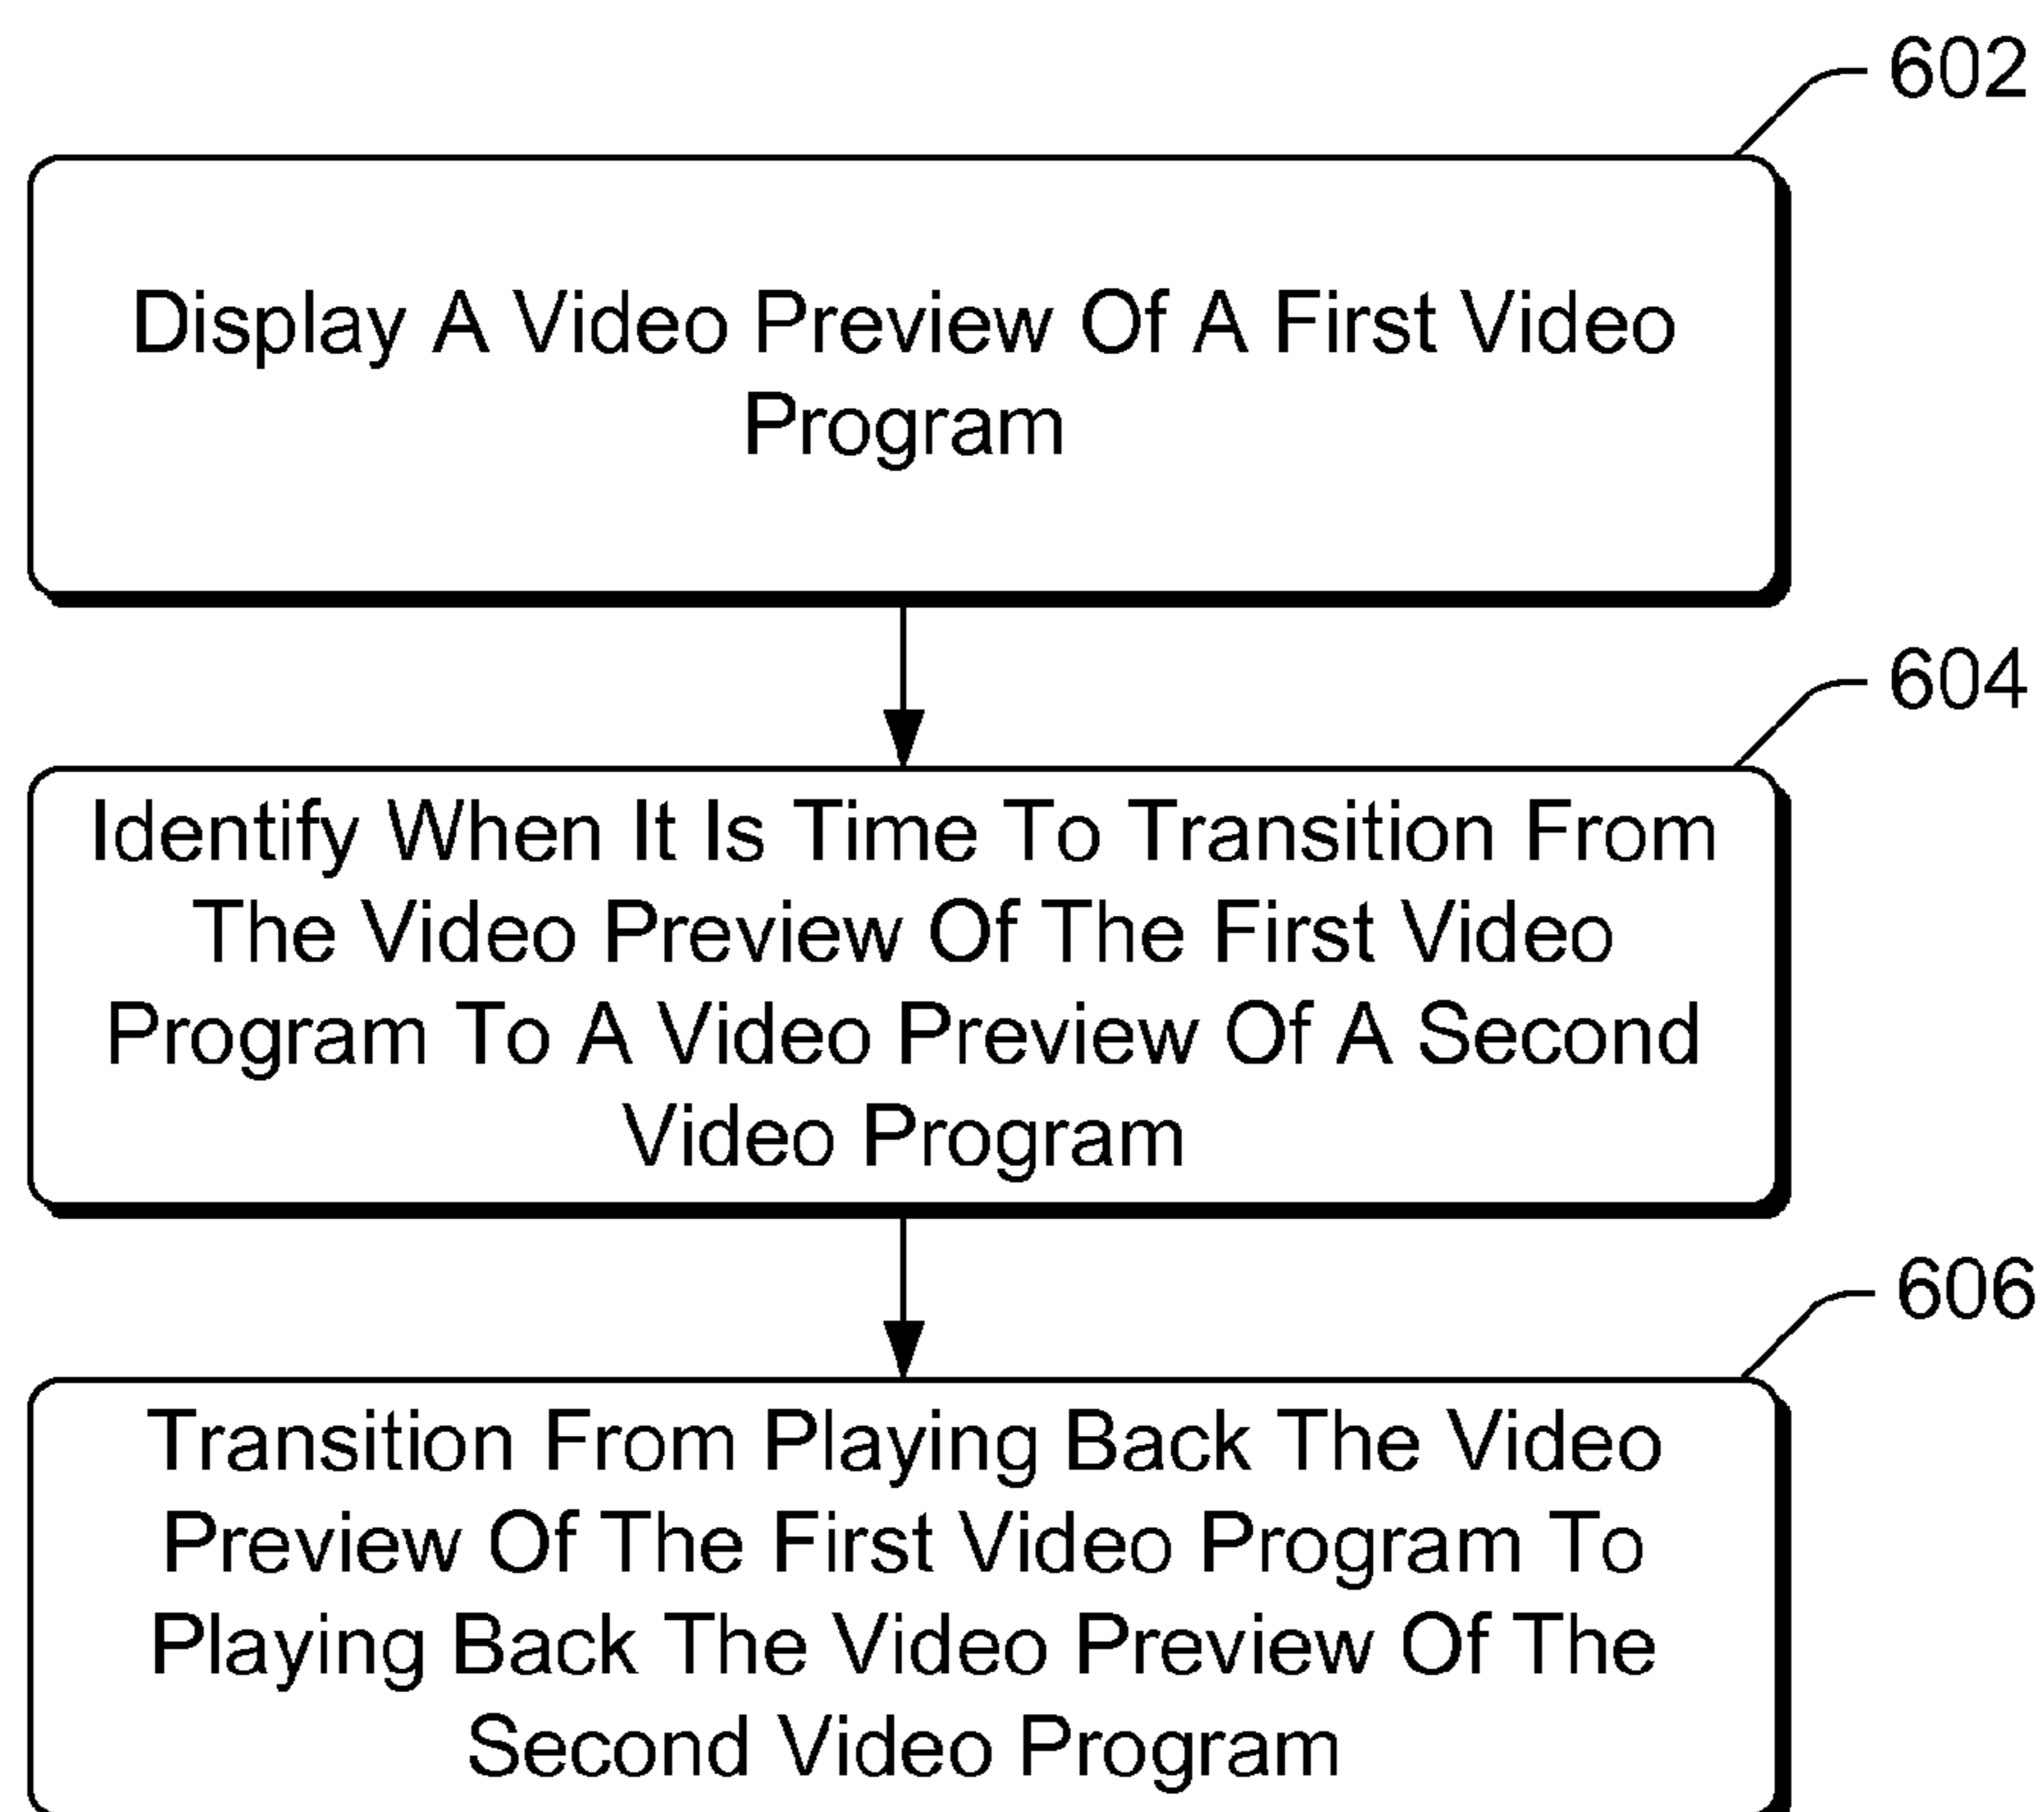 602
Display A Video Preview Of A First Video
Program
604
Identify When It Is Time To Transition From
The Video Preview Of The First Video
Program To A Video Preview Of A Second
Video Program
606
Transition From Playing Back The Video
Preview Of The First Video Program To
Playing Back The Video Preview Of The
Second Video Program